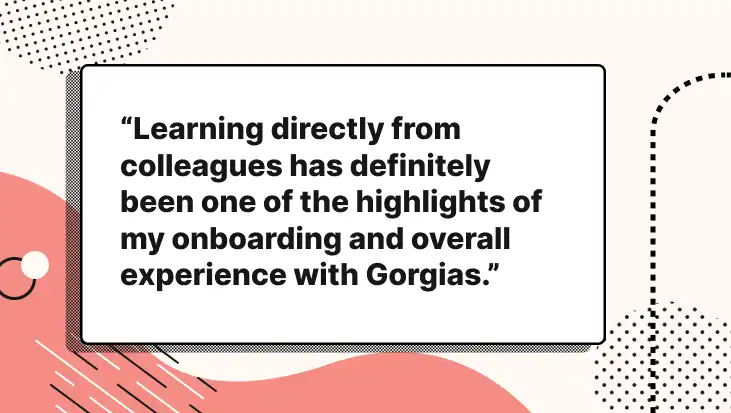 “Learning directly from
colleagues has definitely
been one of the highlights of
my onboarding and overall
experience with Gorgias.”